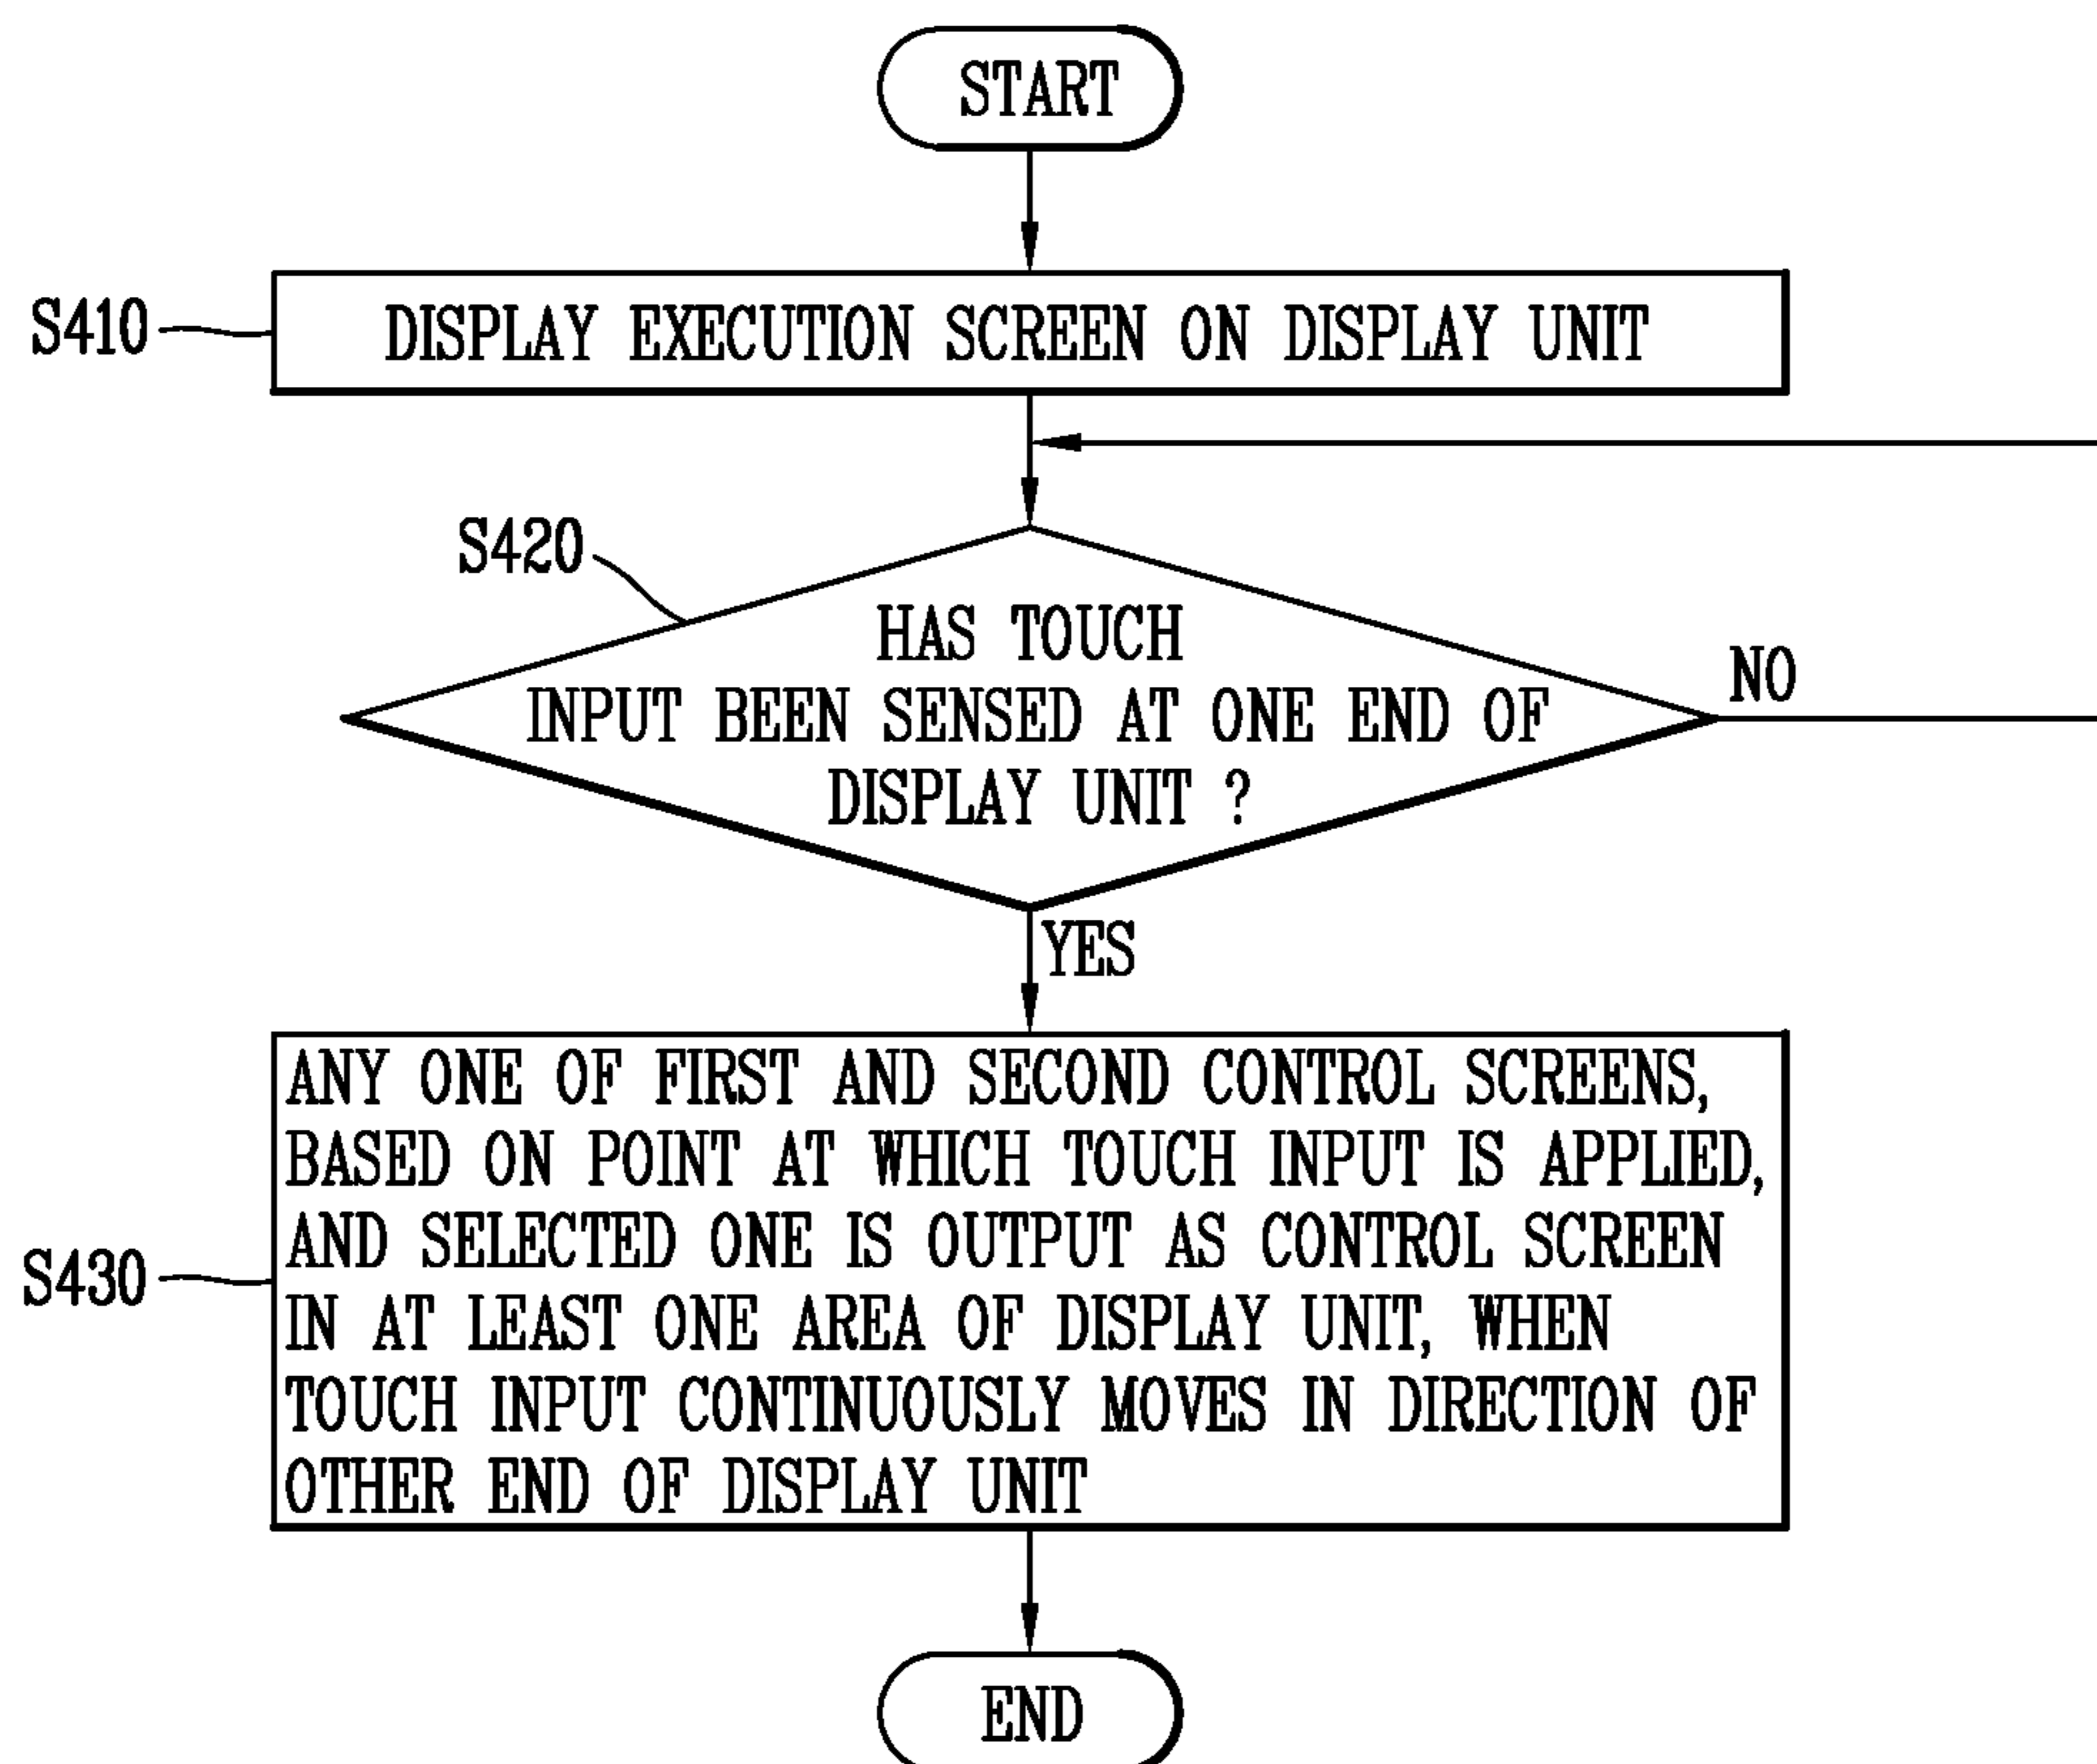 START
S410
DISPLAY EXECUTION SCREEN ON DISPLAY UNIT
S420
HAS TOUCH
INPUT BEEN SENSED AT ONE END OF
DISPLAY UNIT ?
NO
YES
S430
ANY ONE OF FIRST AND SECOND CONTROL SCREENS,
BASED ON POINT AT WHICH TOUCH INPUT IS APPLIED,
AND SELECTED ONE IS OUTPUT AS CONTROL SCREEN
IN AT LEAST ONE AREA OF DISPLAY UNIT, WHEN
TOUCH INPUT CONTINUOUSLY MOVES IN DIRECTION OF
OTHER END OF DISPLAY UNIT
END